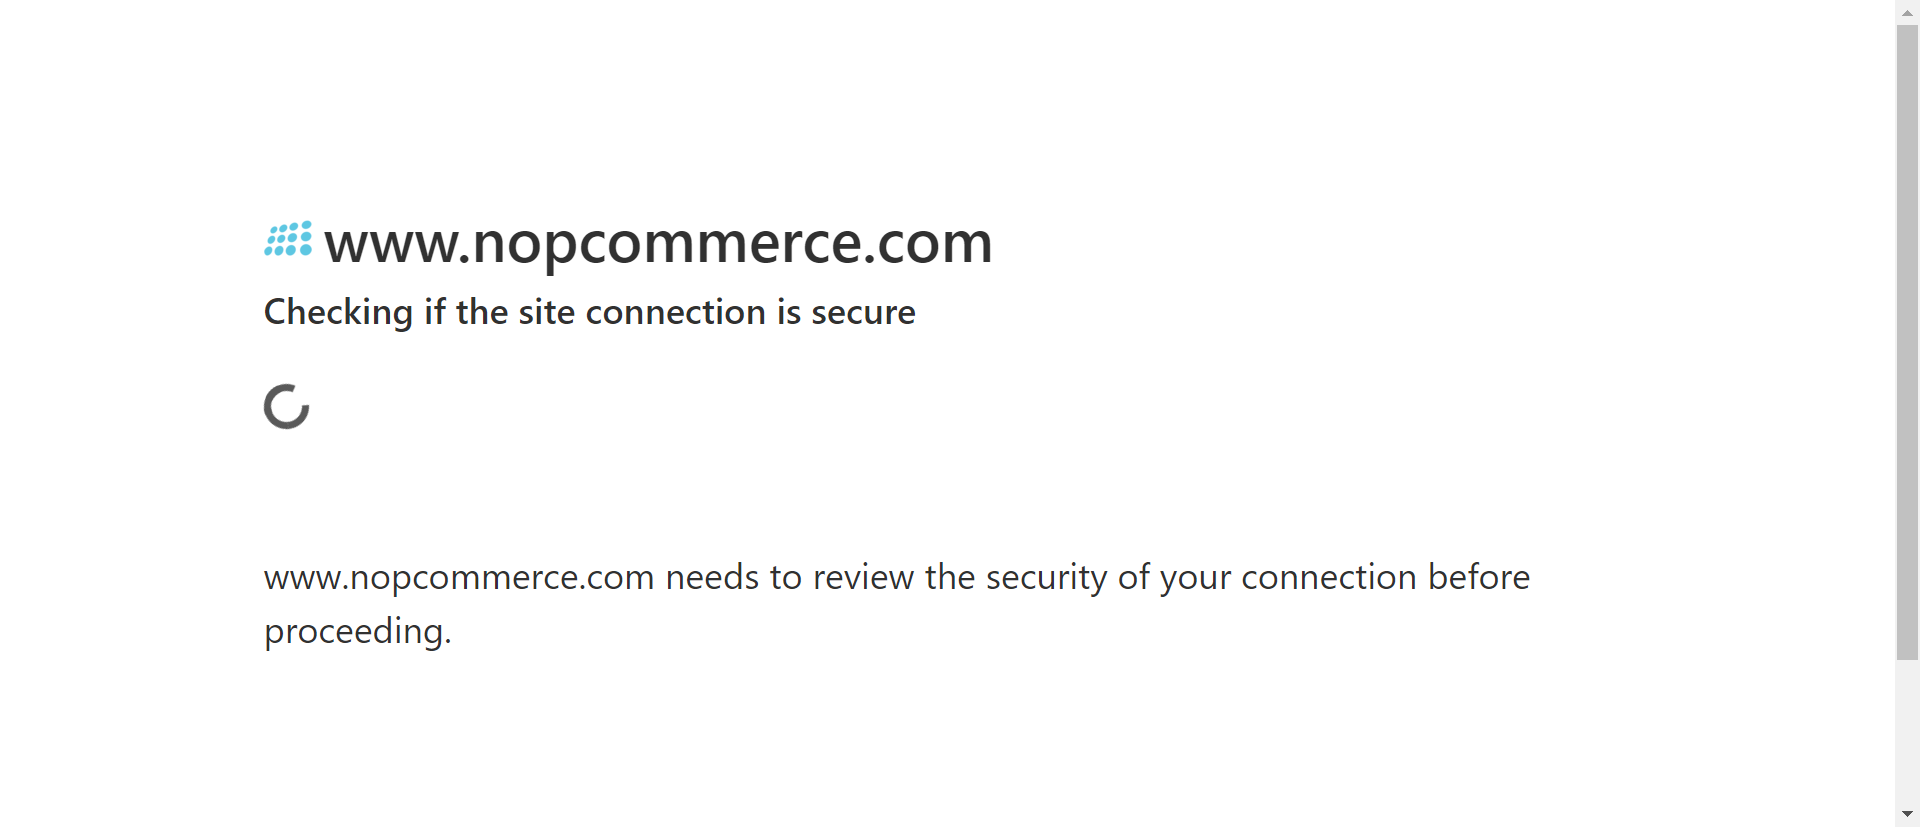 www.nopcommerce.com
Checking if the site connection is secure
www.nopcommerce.com needs to review the security of your connection before
proceeding.